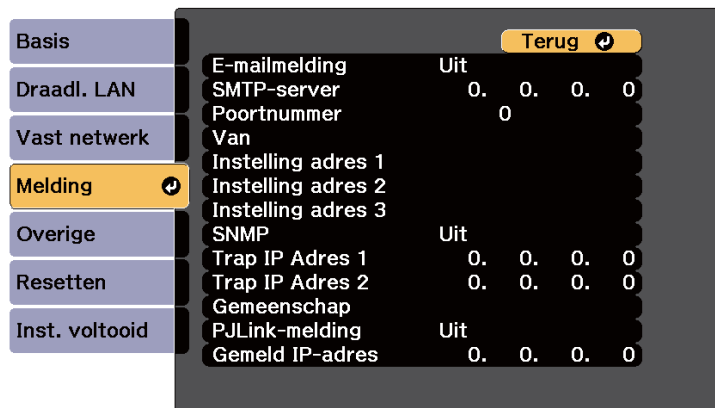 Basis
Draadl. LAN
Vast netwerk
Melding
Overige
Resetten
Inst. voltooid
Terug
E-mailmelding Uit
SMTP-server 0. 0. 0. 0
Poortnummer 0
Van
Instelling adres 1
Instelling adres 2
Instelling adres 3
SNMP Uit
Trap IP Adres 1 0. 0. 0. 0
Trap IP Adres 2 0. 0. 0. 0
Gemeenschap
PJLink-melding Uit
Gemeld IP-adres 0. 0. 0. 0